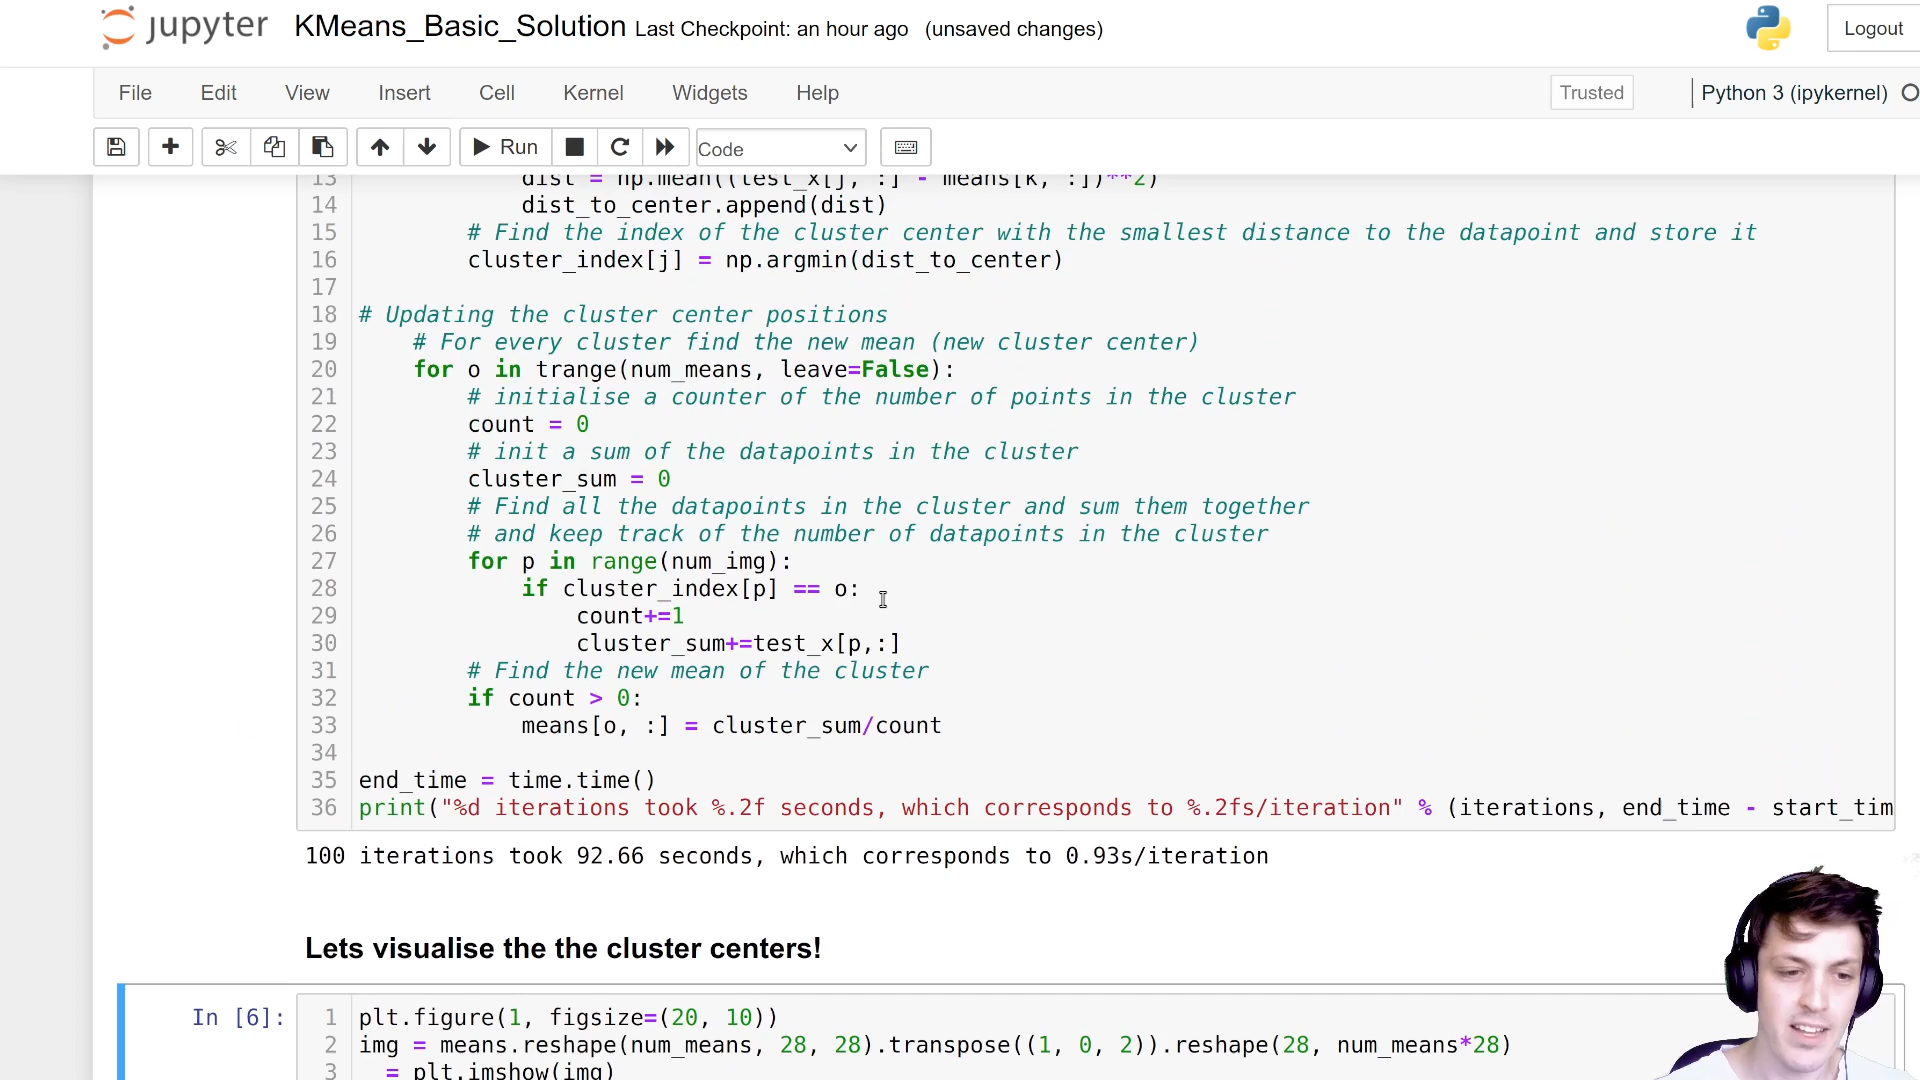 jupyter KMeans_Basic_Solution Last Checkpoint: an hour ago (unsaved changes) Logout
File Edit View Insert Cell Kernel Widgets Help Trusted Python 3 (ipykernel)
Run Code
13 dist = np.mean((test_x[j, :] - means[k, :])**2)
14 dist_to_center.append(dist)
15 # Find the index of the cluster center with the smallest distance to the datapoint and store it
16 cluster_index[j] = np.argmin(dist_to_center)
17
18 # Updating the cluster center positions
19 # For every cluster find the new mean (new cluster center)
20 for o in trange(num_means, leave=False):
21 # initialise a counter of the number of points in the cluster
22 count = 0
23 # init a sum of the datapoints in the cluster
24 cluster_sum = 0
25 # Find all the datapoints in the cluster and sum them together
26 # and keep track of the number of datapoints in the cluster
27 for p in range(num_img):
28 if cluster_index[p] == o:
29 count+=1
30 cluster_sum+=test_x[p,:]
31 # Find the new mean of the cluster
32 if count > 0:
33 means[o, :] = cluster_sum/count
34
35 end_time = time.time()
36 print("%d iterations took %.2f seconds, which corresponds to %.2fs/iteration" % (iterations, end_time - start_tim
100 iterations took 92.66 seconds, which corresponds to 0.93s/iteration
Lets visualise the the cluster centers!
In [6]: 1 plt.figure(1, figsize=(20, 10))
2 img = means.reshape(num_means, 28, 28).transpose((1, 0, 2)).reshape(28, num_means*28)
3 = plt.imshow(img)